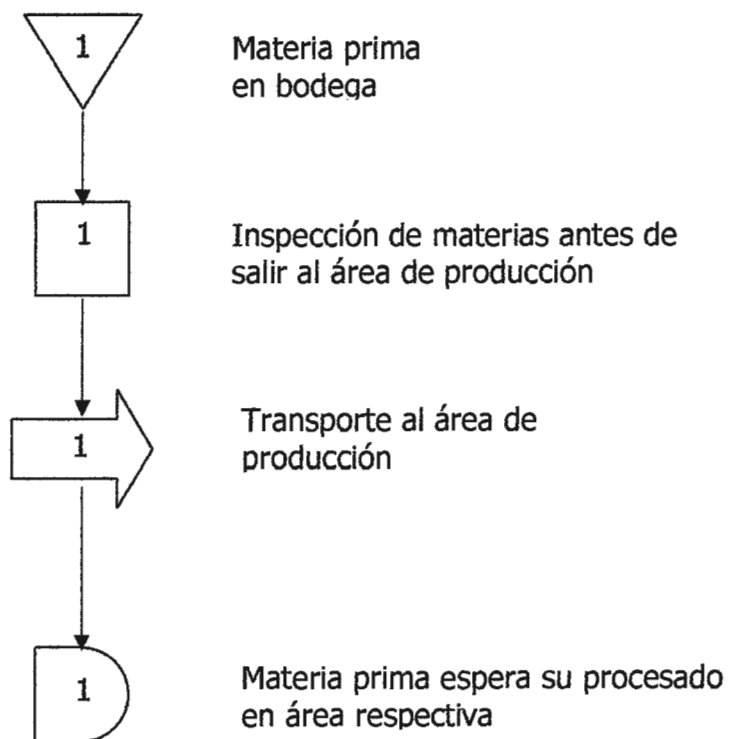 1
Materia prima
en bodega
1
Inspección de materias antes de
salir al área de producción
1
Transporte al área de
producción
1
Materia prima espera su procesado
en área respectiva